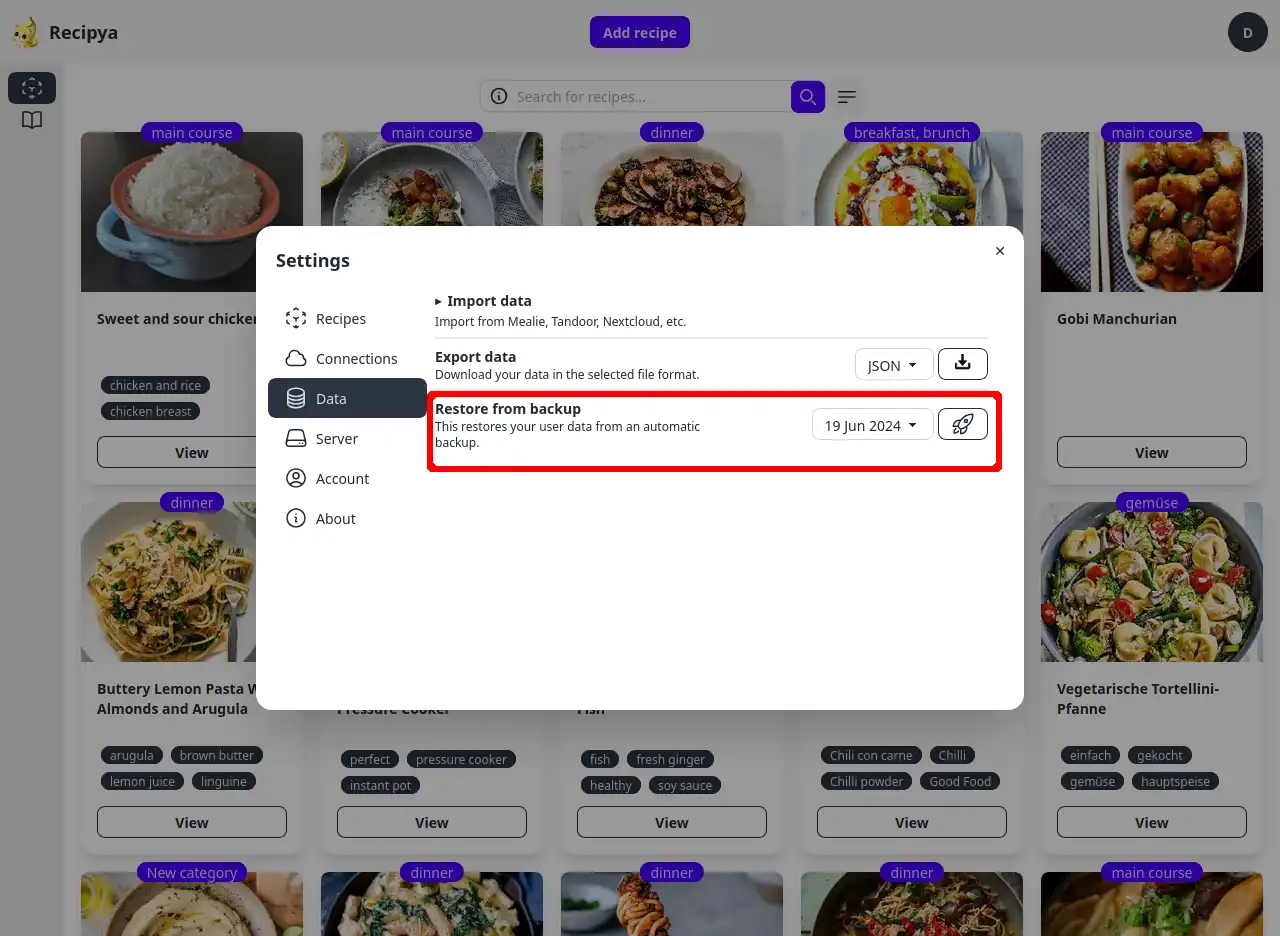 Recipya
Add recipe
D
Search for recipes...
main course
main course
dinner
breakfast, brunch
main course
Settings
Recipes
Connections
Data
Server
Account
About
▸ Import data
Import from Mealie, Tandoor, Nextcloud, etc.
Export data
Download your data in the selected file format.
JSON
Restore from backup
This restores your user data from an automatic
backup.
19 Jun 2024
Sweet and sour chicken
chicken and rice
chicken breast
View
Gobi Manchurian
View
dinner
gemüse
Buttery Lemon Pasta W
Almonds and Arugula
arugula
brown butter
lemon juice
linguine
View
Pressure Cooker
perfect
pressure cooker
instant pot
View
Fish
fish
fresh ginger
healthy
soy sauce
View
Chili con carne
Chilli
Chilli powder
Good Food
View
Vegetarische Tortellini-
Pfanne
einfach
gekocht
gemüse
hauptspeise
View
New category
dinner
dinner
dinner
main course